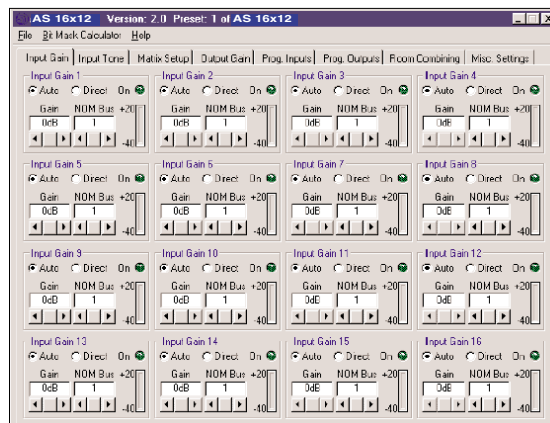 AS 16x12 Version: 2.0 Preset: 1 of AS 16x12
File Bit Mask Calculator Help
Input Gain Input Tone Matrix Setup Output Gain Prog. Inputs Prog. Outputs Room Combining Misc. Settings
Input Gain 1 Input Gain 2 Input Gain 3 Input Gain 4
Auto Direct On Auto Direct On Auto Direct On Auto Direct On
Gain NOM Bus +20 Gain NOM Bus +20 Gain NOM Bus +20 Gain NOM Bus +20
0dB 1 0dB 1 0dB 1 0dB 1
-40 -40 -40 -40
Input Gain 5 Input Gain 6 Input Gain 7 Input Gain 8
Auto Direct On Auto Direct On Auto Direct On Auto Direct On
Gain NOM Bus +20 Gain NOM Bus +20 Gain NOM Bus +20 Gain NOM Bus +20
0dB 1 0dB 1 0dB 1 0dB 1
-40 -40 -40 -40
Input Gain 9 Input Gain 10 Input Gain 11 Input Gain 12
Auto Direct On Auto Direct On Auto Direct On Auto Direct On
Gain NOM Bus +20 Gain NOM Bus +20 Gain NOM Bus +20 Gain NOM Bus +20
0dB 1 0dB 1 0dB 1 0dB 1
-40 -40 -40 -40
Input Gain 13 Input Gain 14 Input Gain 15 Input Gain 16
Auto Direct On Auto Direct On Auto Direct On Auto Direct On
Gain NOM Bus +20 Gain NOM Bus +20 Gain NOM Bus +20 Gain NOM Bus +20
0dB 1 0dB 1 0dB 1 0dB 1
-40 -40 -40 -40